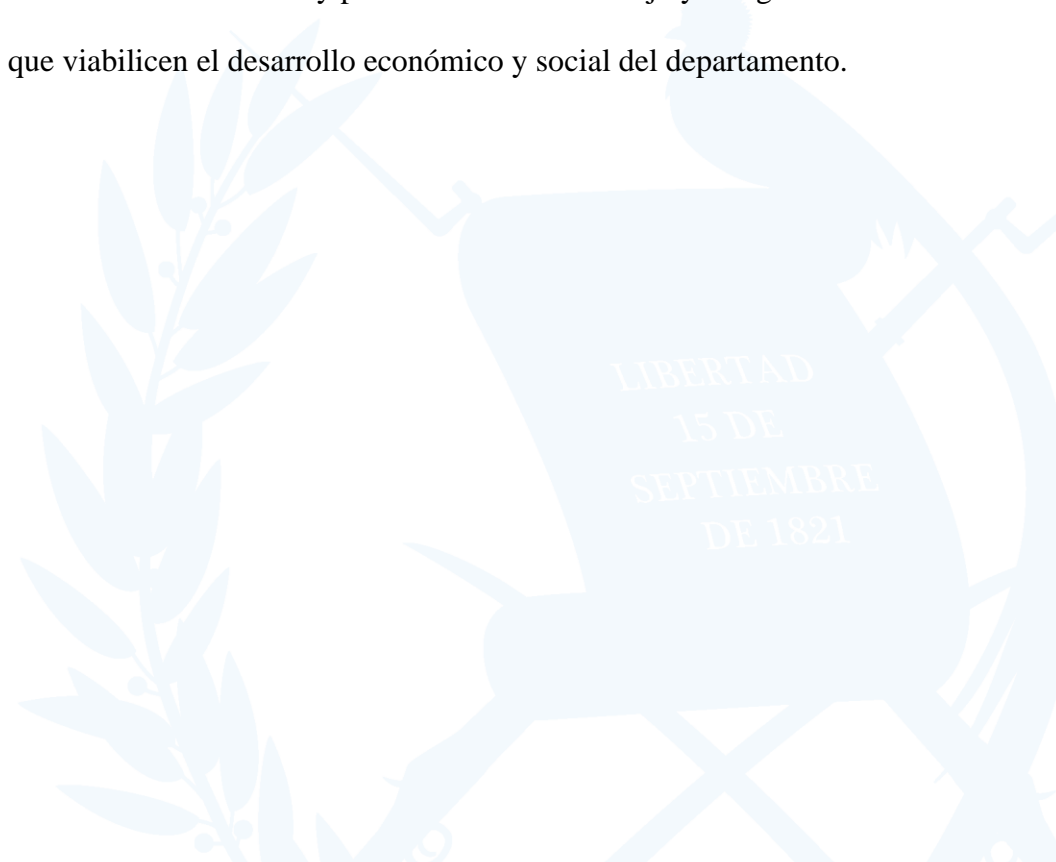 que viabilicen el desarrollo económico y social del departamento.
LIBERTAD
15 DE
SEPTIEMBRE
DE 1821